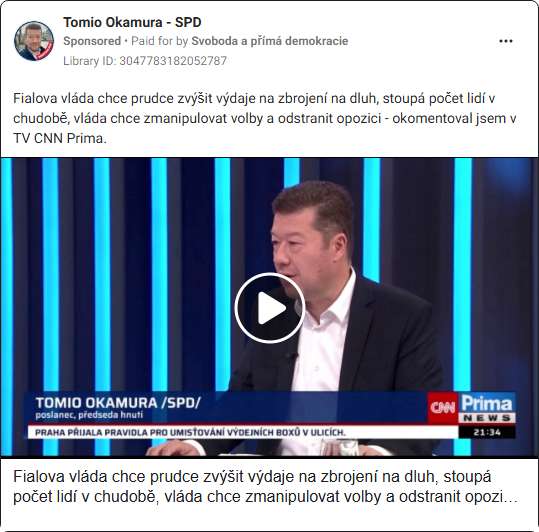 Tomio Okamura - SPD
Sponsored • Paid for by Svoboda a přímá demokracie
Library ID: 3047783182052787
Fialova vláda chce prudce zvýšit výdaje na zbrojení na dluh, stoupá počet lidí v
chudobě, vláda chce zmanipulovat volby a odstranit opozici - okomentoval jsem v
TV CNN Prima.
TOMIO OKAMURA /SPD/
poslanec, předseda hnutí
CNN Prima
NEWS
PRAHA PŘIJALA PRAVIDLA PRO UMISŤOVÁNÍ VÝDEJNÍCH BOXŮ V ULICÍCH.
21:34
Fialova vláda chce prudce zvýšit výdaje na zbrojení na dluh, stoupá
počet lidí v chudobě, vláda chce zmanipulovat volby a odstranit opozi...